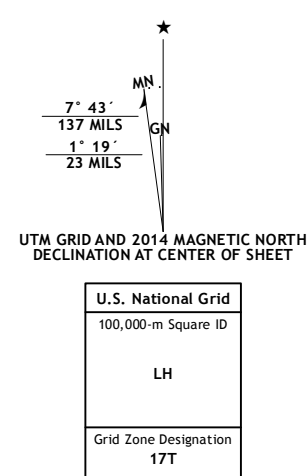 MN
GN
7° 43´
137 MILS
1° 19´
23 MILS
UTM GRID AND 2014 MAGNETIC NORTH
DECLINATION AT CENTER OF SHEET
U.S. National Grid
100,000-m Square ID
LH
Grid Zone Designation
17T